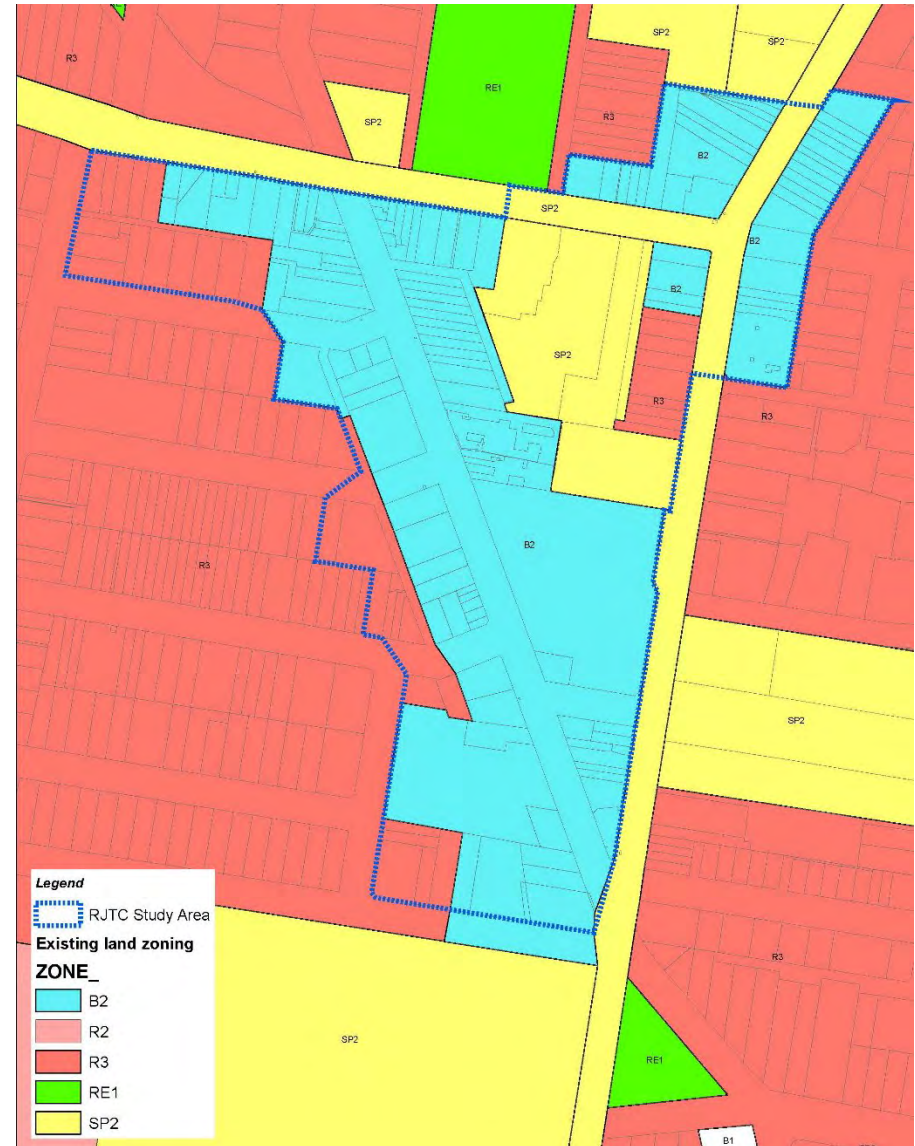 SP2
SP2
R3
RE1
R3
SP2
B2
SP2
B2
B2
SP2
R3
R3
B2
R3
SP2
R3
SP2
RE1
B1
Legend
RJTC Study Area
Existing land zoning
ZONE_
B2
R2
R3
RE1
SP2